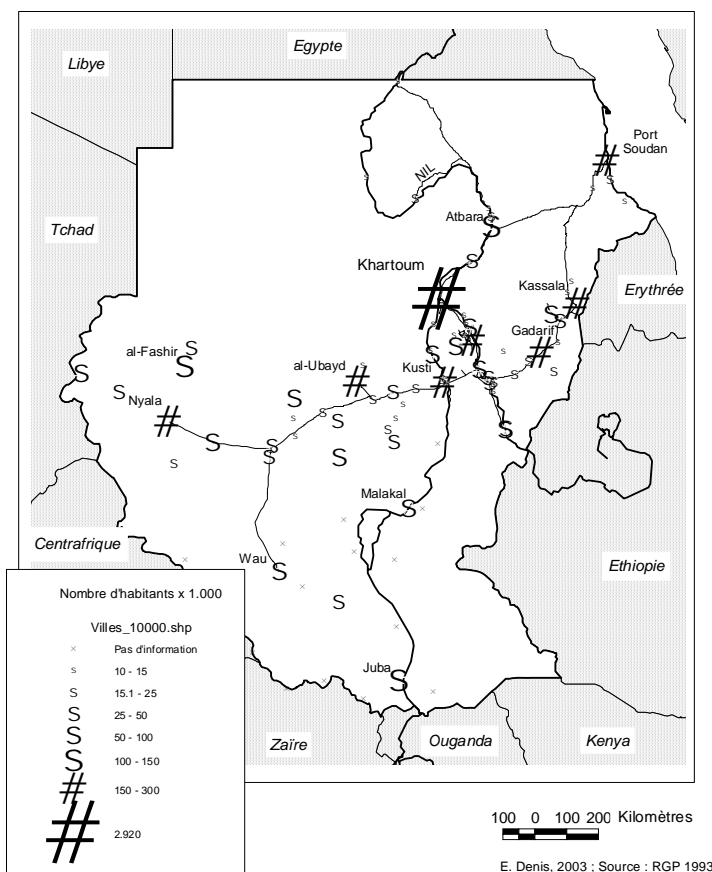 Egypte
Libye
Port
Soudan
NIL
Atbara
Tchad
Khartoum
Kassala
Erythrée
Gadarif
al-Fashir
al-Ubayd
Kusti
Nyala
Malakal
Centrafrique
Wau
Ethiopie
Juba
Zaïre
Ouganda
Kenya
Nombre d'habitants x 1.000
Villes_10000.shp
Pas d'information
10 - 15
15.1 - 25
25 - 50
50 - 100
100 - 150
150 - 300
2.920
100 0 100 200 Kilomètres
E. Denis, 2003 ; Source : RGP 1993